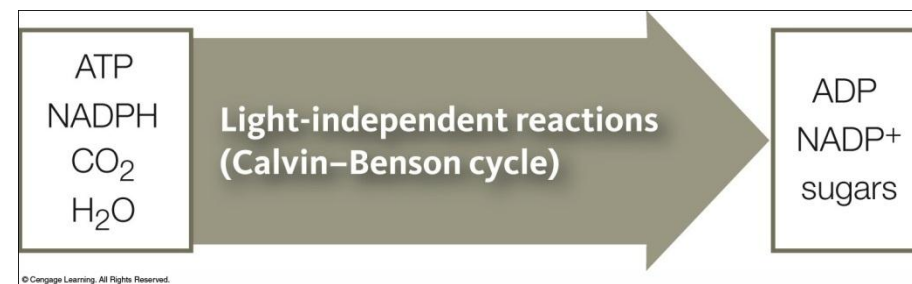 ATP
NADPH
CO₂
H₂O
Light-independent reactions
(Calvin–Benson cycle)
ADP
NADP⁺
sugars
© Cengage Learning. All Rights Reserved.